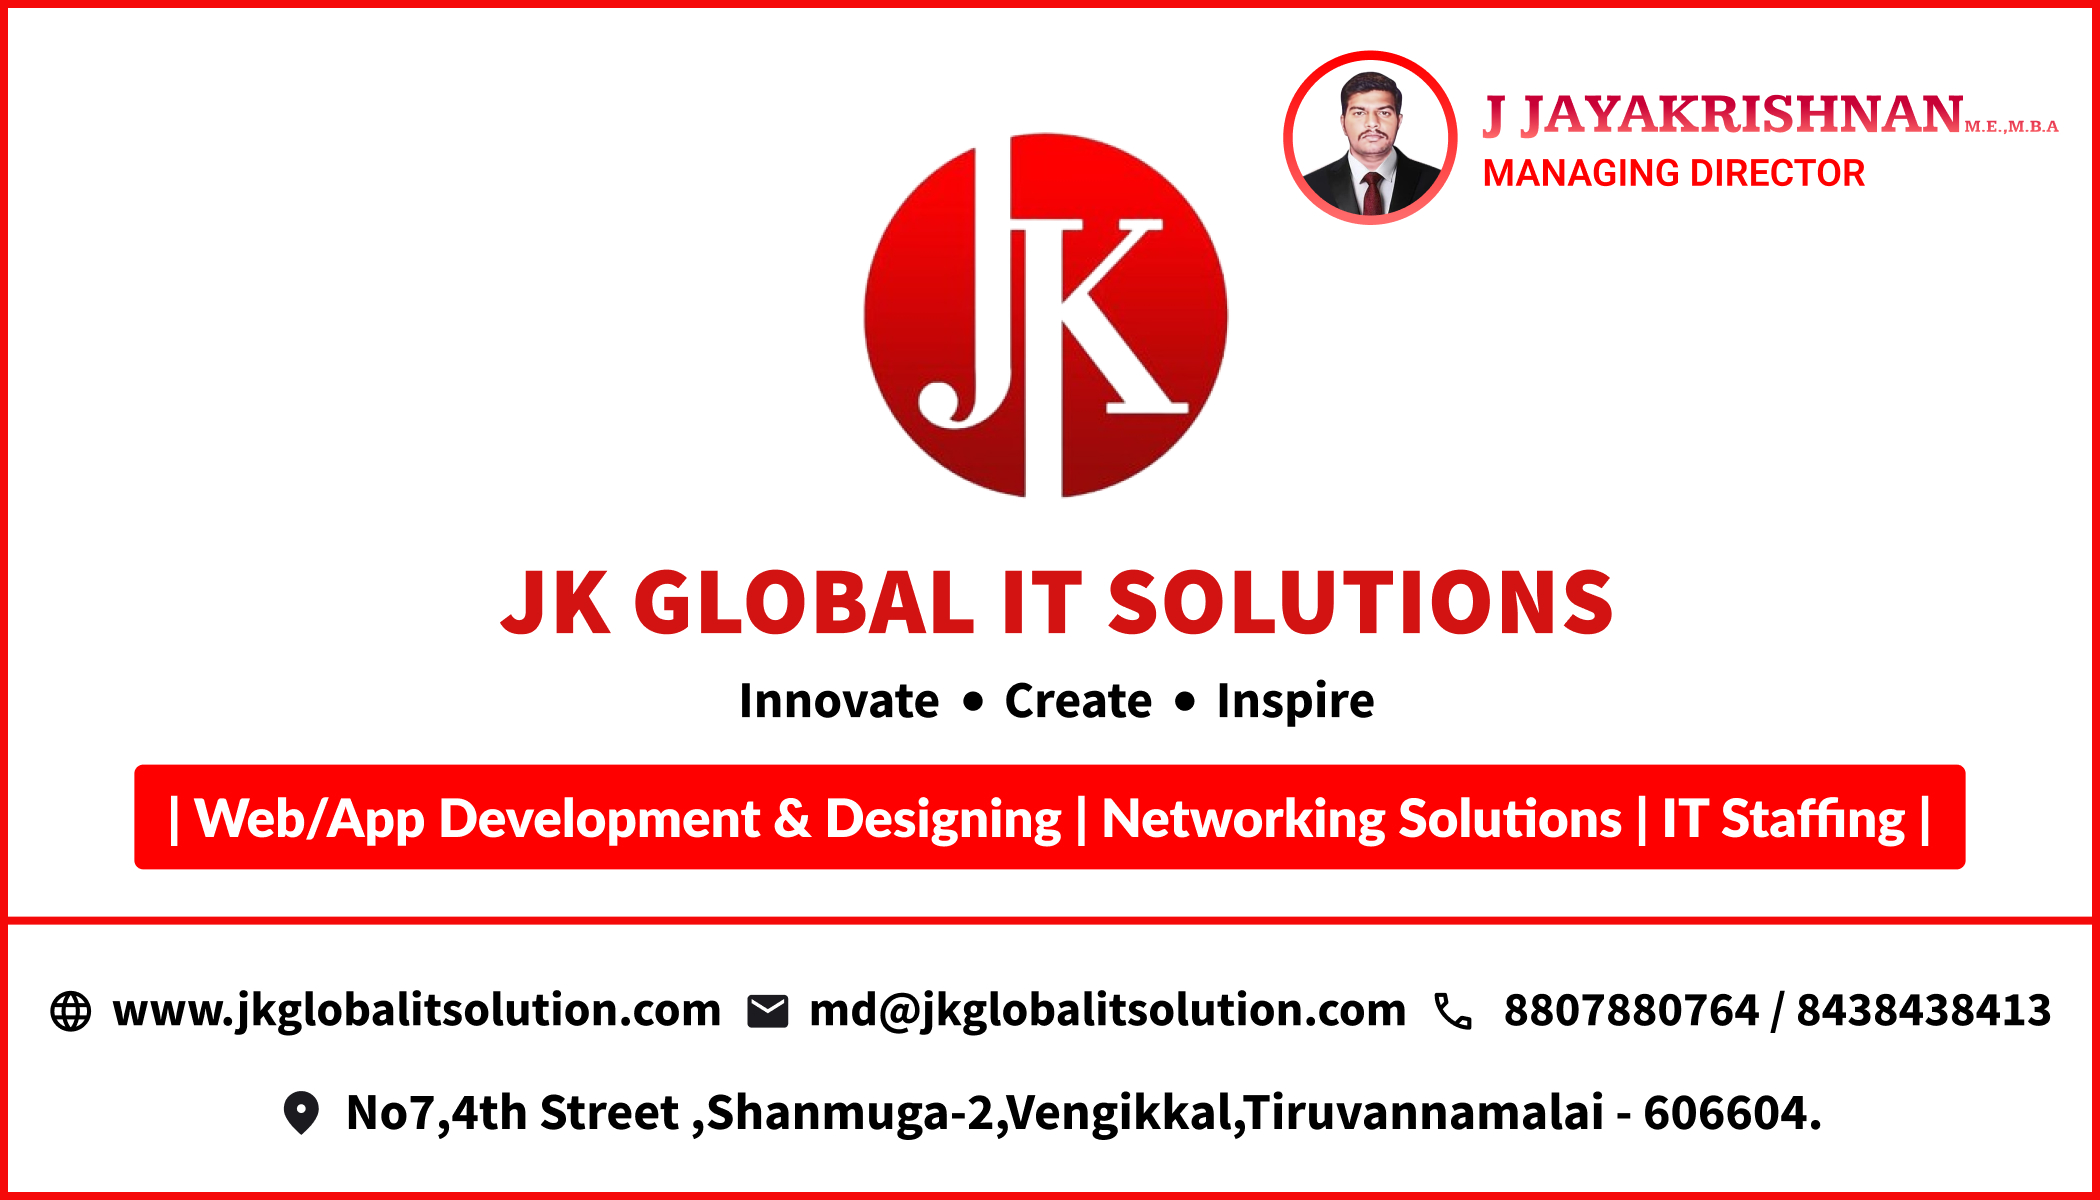 J JAYAKRISHNAN M.E.,M.B.A
MANAGING DIRECTOR
JK
JK GLOBAL IT SOLUTIONS
Innovate • Create • Inspire
| Web/App Development & Designing | Networking Solutions | IT Staffing |
www.jkglobalitsolution.com md@jkglobalitsolution.com 8807880764 / 8438438413
No7,4th Street ,Shanmuga-2,Vengikkal,Tiruvannamalai - 606604.